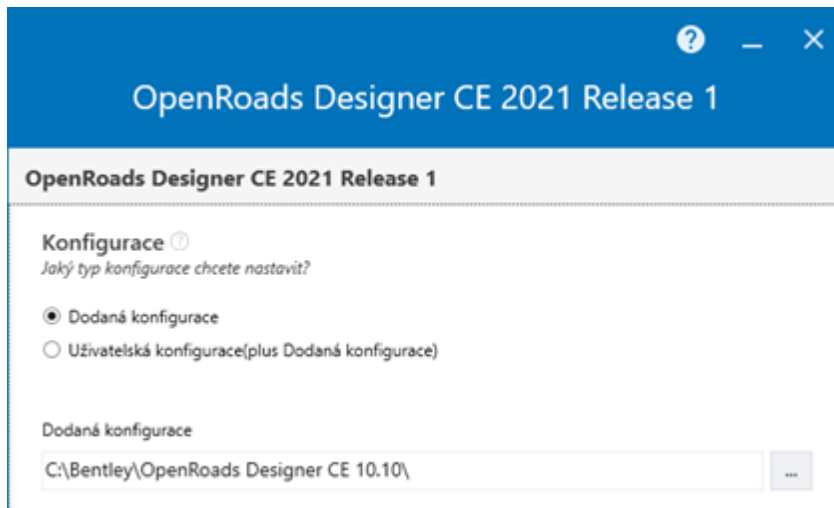 OpenRoads Designer CE 2021 Release 1
OpenRoads Designer CE 2021 Release 1
Konfigurace
Jaký typ konfigurace chcete nastavit?
Dodaná konfigurace
Uživatelská konfigurace(plus Dodaná konfigurace)
Dodaná konfigurace
C:\Bentley\OpenRoads Designer CE 10.10\
...